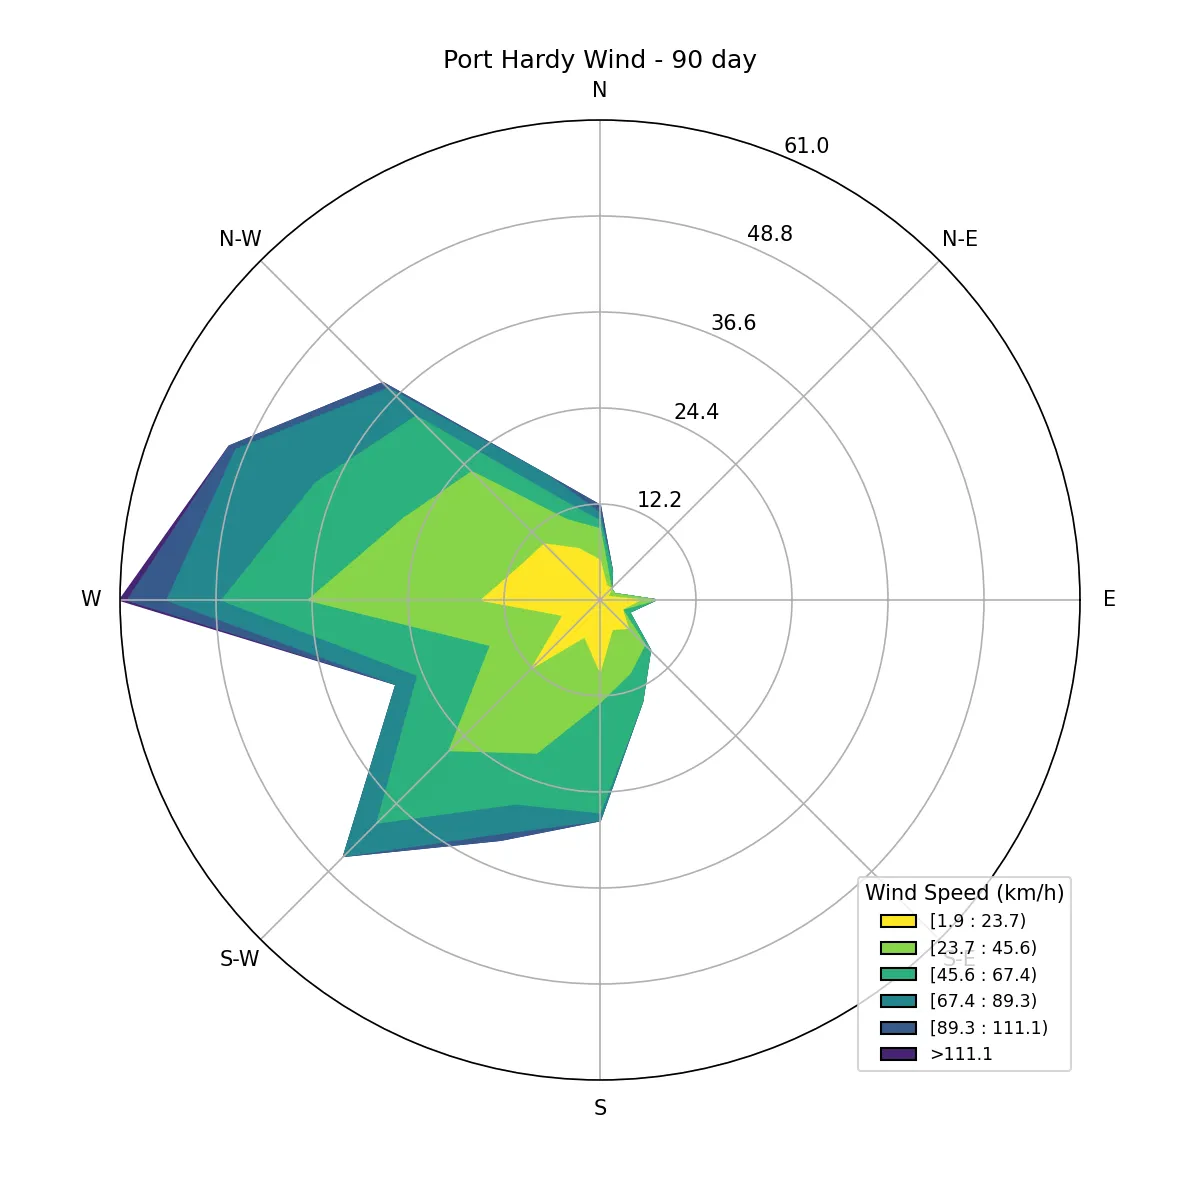 Port Hardy Wind - 90 day
N
61.0
N-W
N-E
48.8
36.6
24.4
12.2
W
E
S-W
S-E
S
Wind Speed (km/h)
[1.9 : 23.7)
[23.7 : 45.6)
[45.6 : 67.4)
[67.4 : 89.3)
[89.3 : 111.1)
>111.1